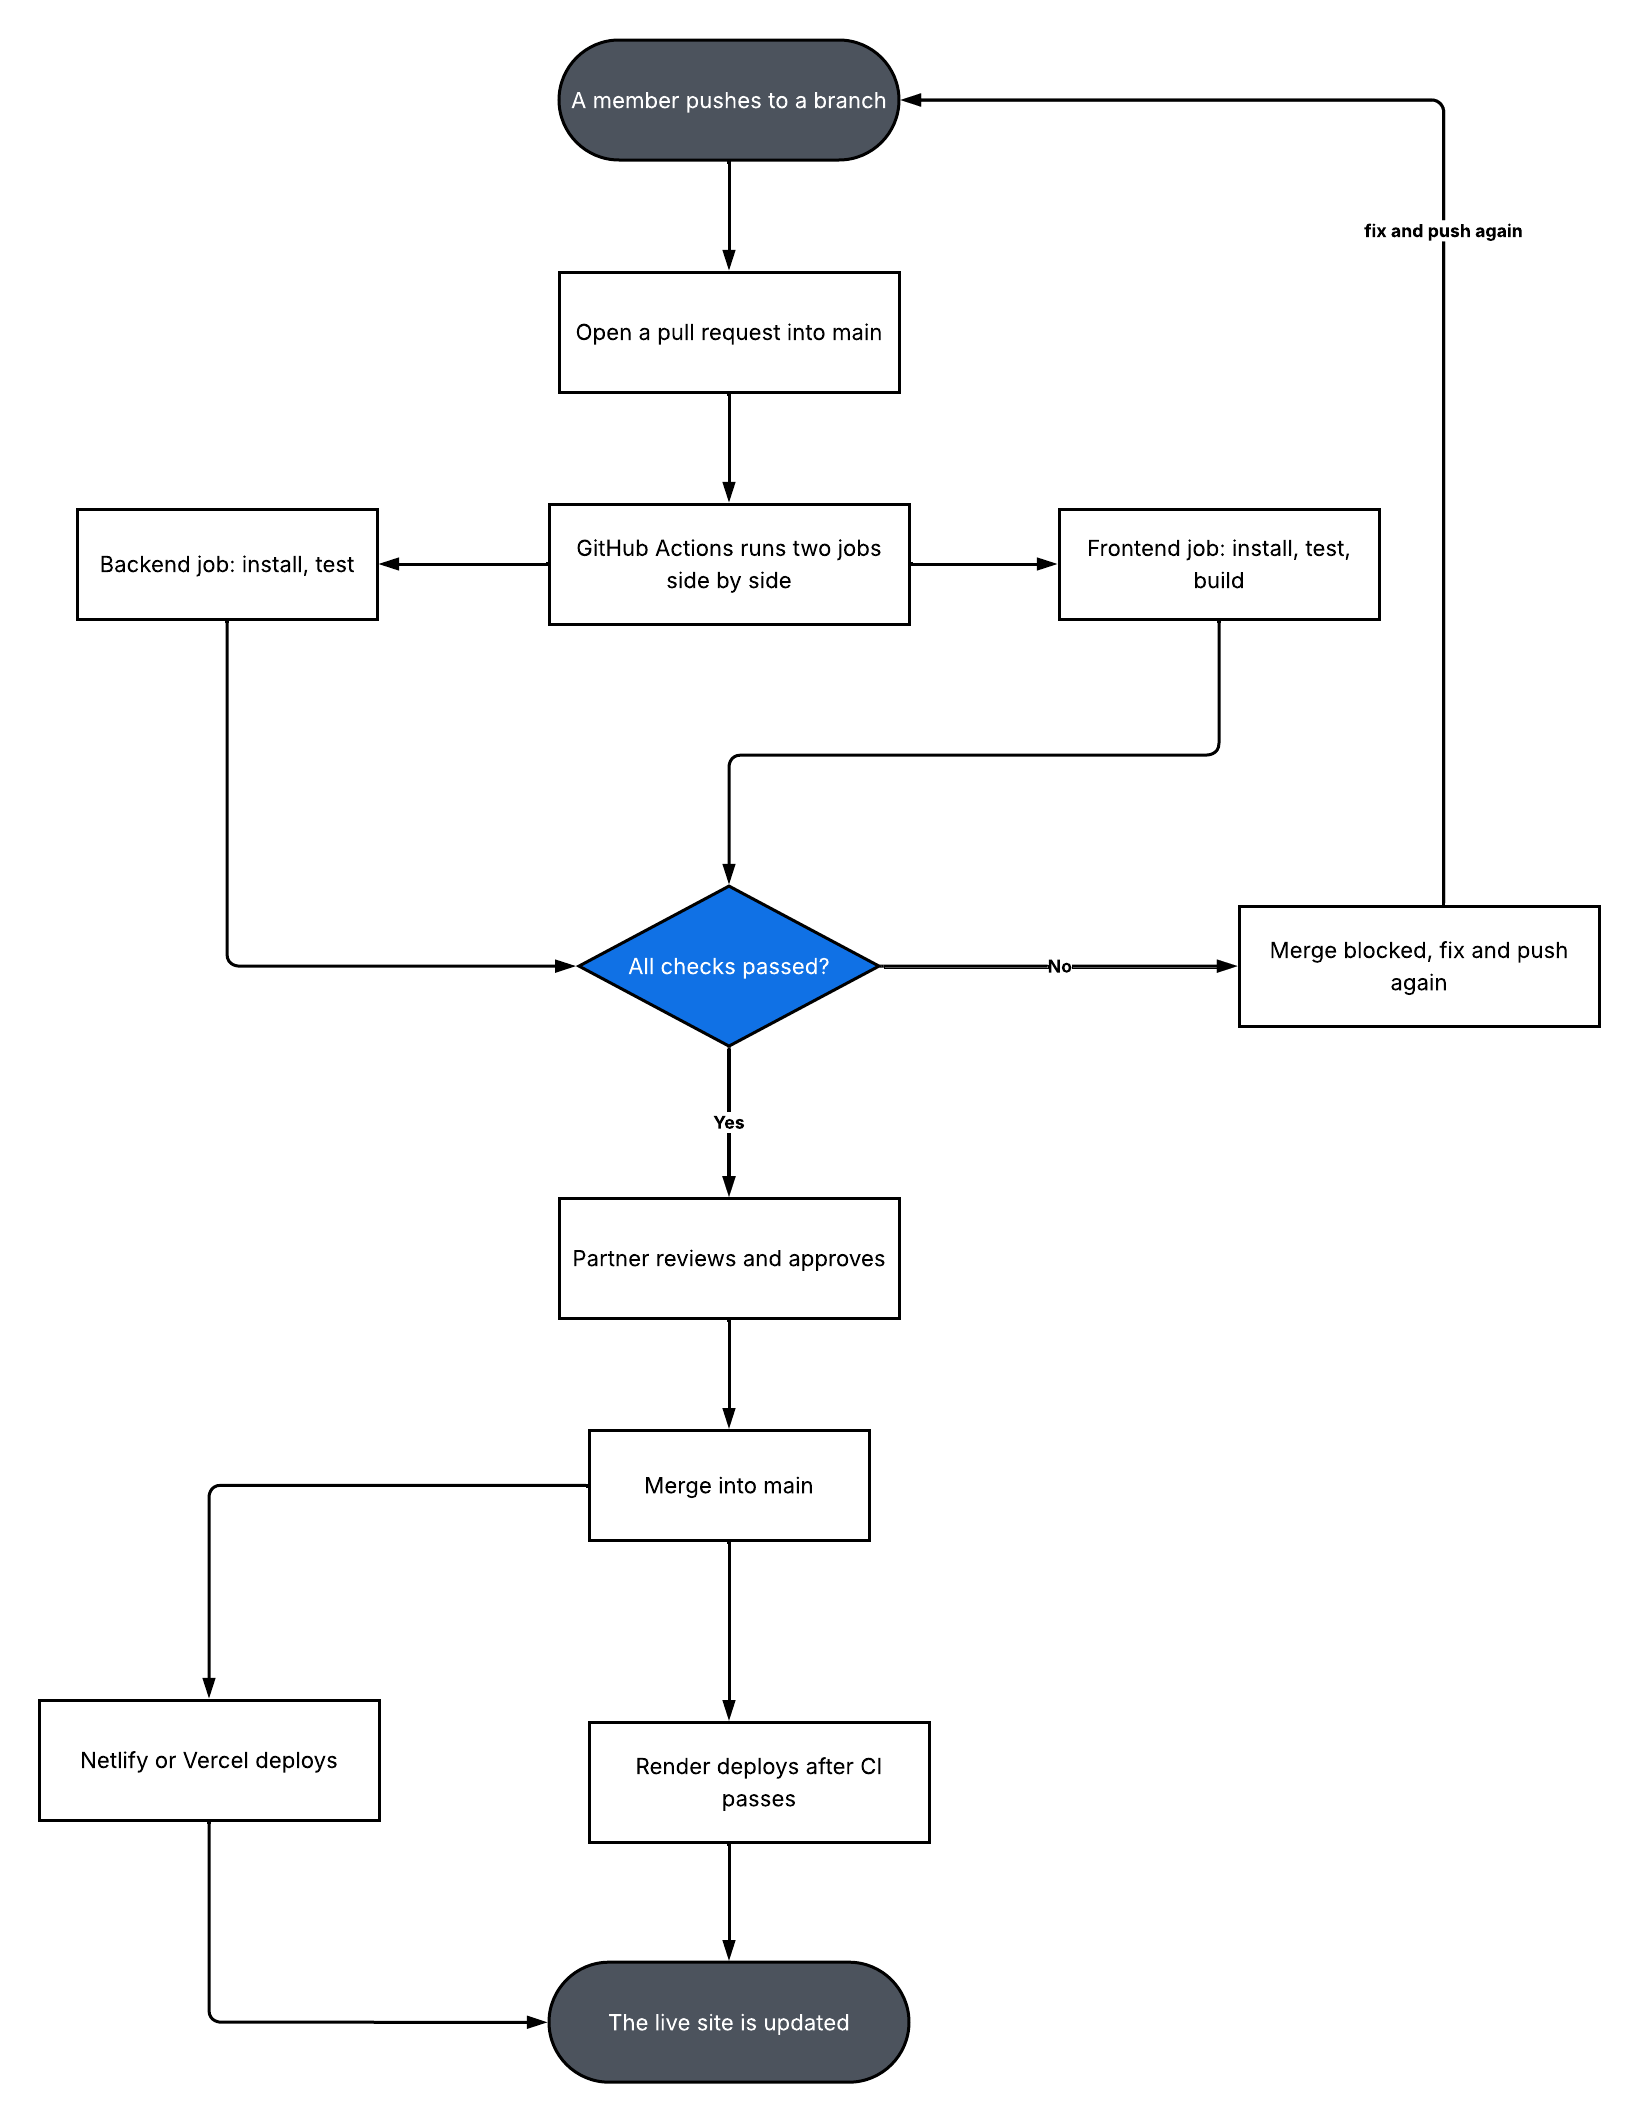 A member pushes to a branch
fix and push again
Open a pull request into main
Backend job: install, test
GitHub Actions runs two jobs
side by side
Frontend job: install, test,
build
All checks passed?
No
Merge blocked, fix and push
again
Yes
Partner reviews and approves
Merge into main
Netlify or Vercel deploys
Render deploys after CI
passes
The live site is updated